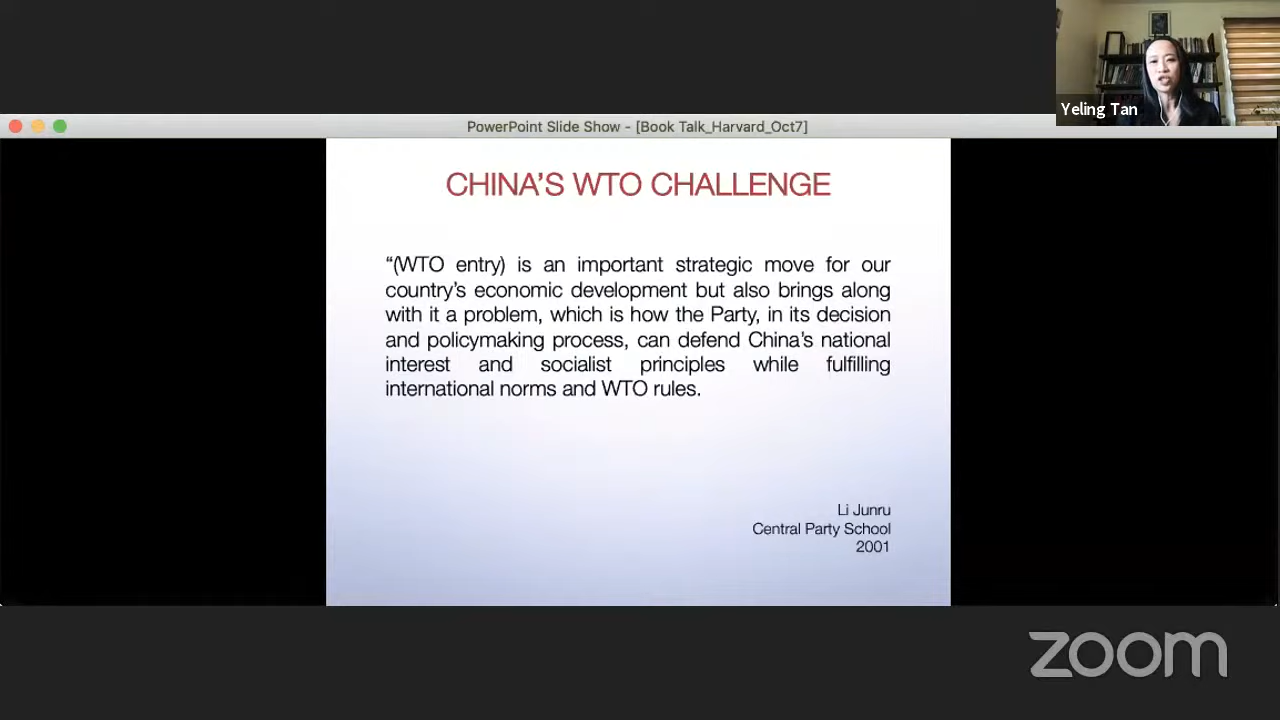 Yeling Tan
PowerPoint Slide Show - [Book Talk_Harvard_Oct7]
CHINA'S WTO CHALLENGE
“(WTO entry) is an important strategic move for our
country’s economic development but also brings along
with it a problem, which is how the Party, in its decision
and policymaking process, can defend China’s national
interest and socialist principles while fulfilling
international norms and WTO rules.
Li Junru
Central Party School
2001
zoom